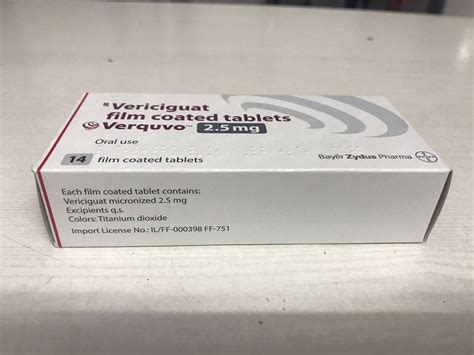 Rx Vericiguat
film coated tablets
Verquvo™ 2.5 mg
Oral use
14 film coated tablets
Bayer Zydus Pharma
Each film coated tablet contains:
Vericiguat micronized 2.5 mg
Excipients q.s.
Colors: Titanium dioxide
Import License No.: IL/FF-000398 FF-751